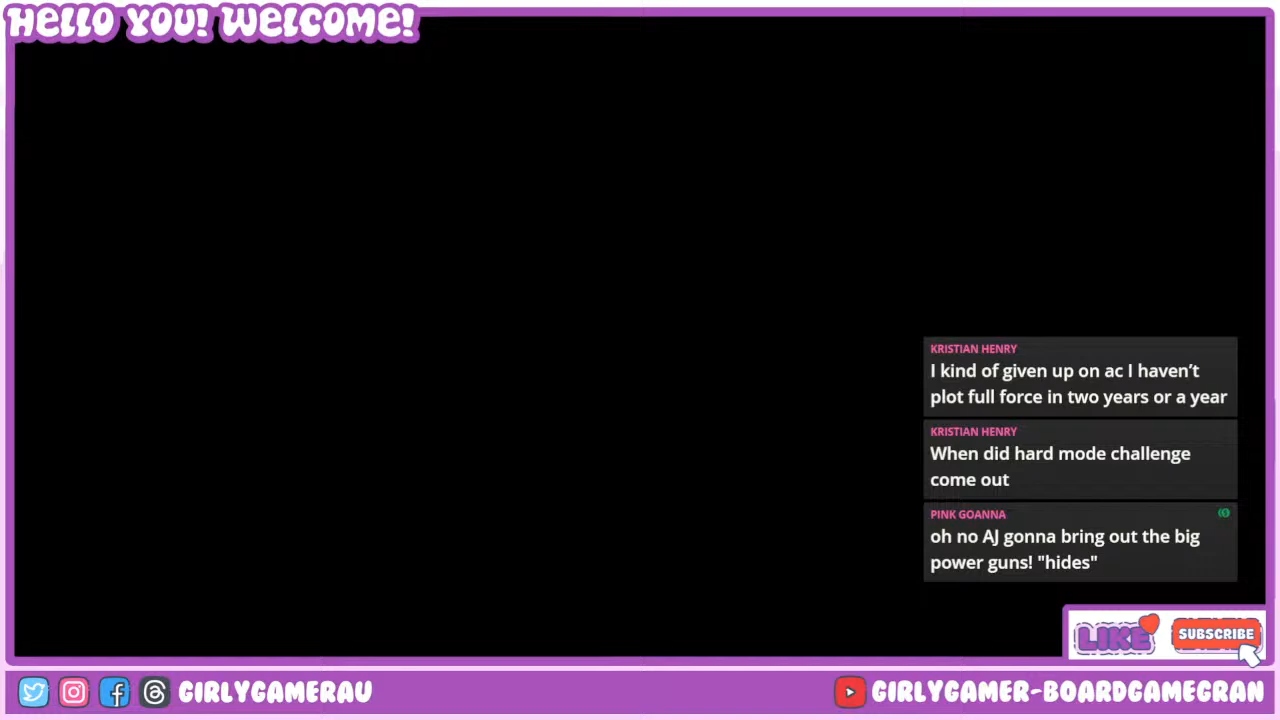 Hello you! Welcome!
KRISTIAN HENRY
I kind of given up on ac I haven’t
plot full force in two years or a year
KRISTIAN HENRY
When did hard mode challenge
come out
PINK GOANNA
oh no AJ gonna bring out the big
power guns! "hides"
LIKE
SUBSCRIBE
GIRLYGAMERAU
GIRLYGAMER-BOARDGAMEGRAN